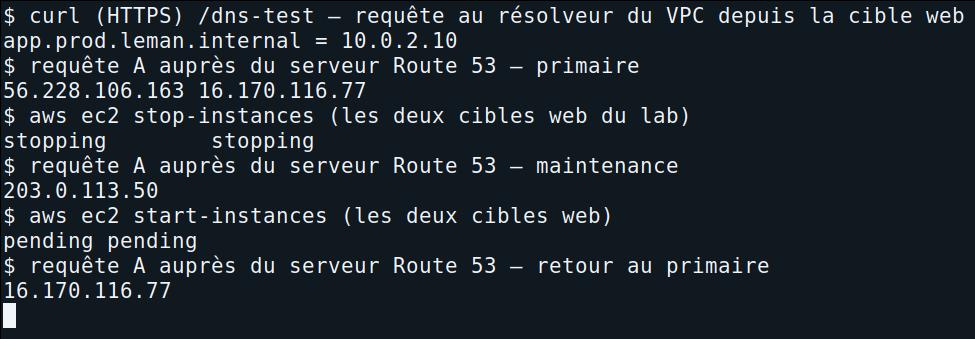 $ curl (HTTPS) /dns-test — requête au résolveur du VPC depuis la cible web
app.prod.leman.internal = 10.0.2.10
$ requête A auprès du serveur Route 53 — primaire
56.228.106.163 16.170.116.77
$ aws ec2 stop-instances (les deux cibles web du lab)
stopping        stopping
$ requête A auprès du serveur Route 53 — maintenance
203.0.113.50
$ aws ec2 start-instances (les deux cibles web)
pending pending
$ requête A auprès du serveur Route 53 — retour au primaire
16.170.116.77